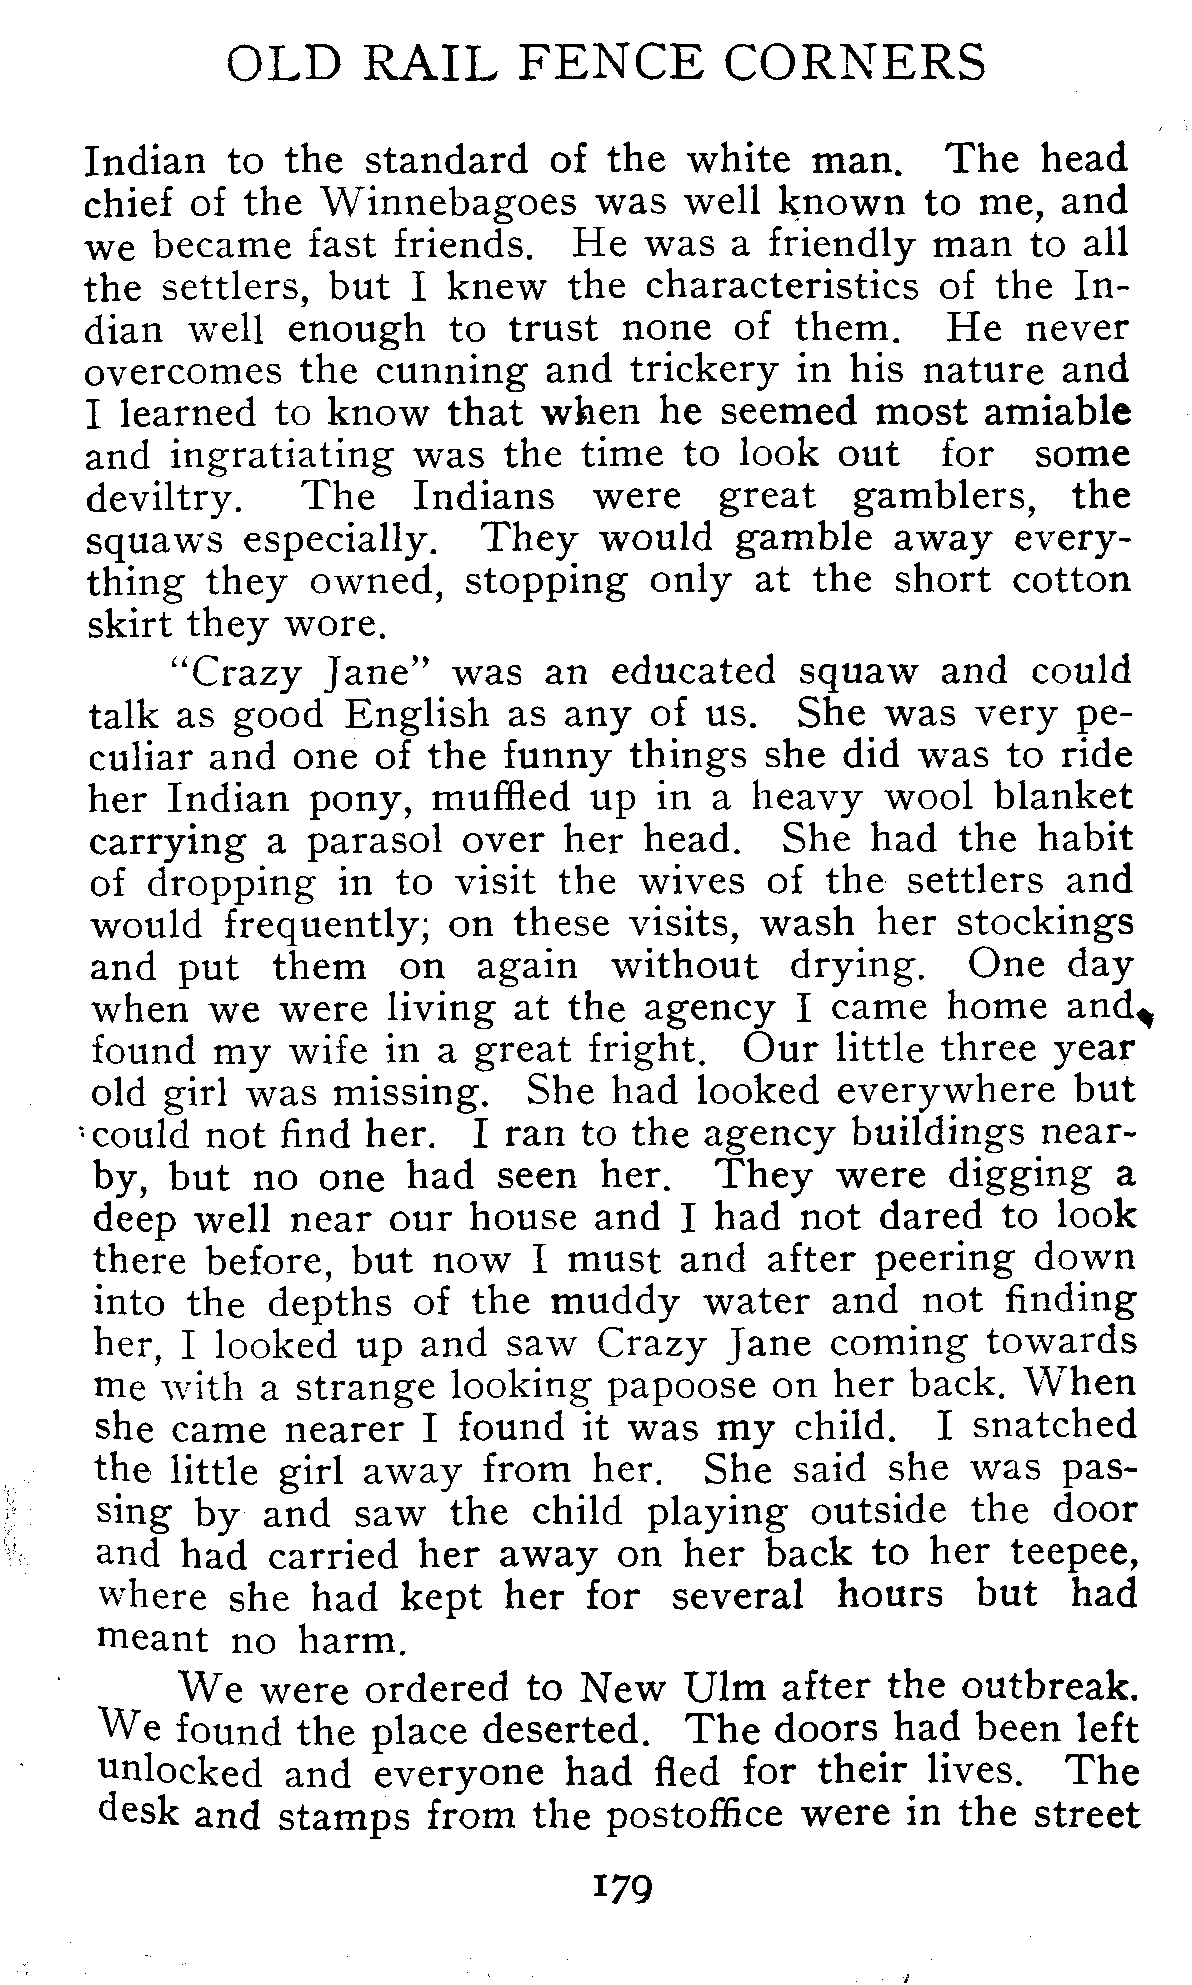 OLD RAIL FENCE CORNERS
Indian to the standard of the white man. The head
chief of the Winnebagoes was well known to me, and
we became fast friends. He was a friendly man to all
the settlers, but I knew the characteristics of the In-
dian well enough to trust none of them. He never
overcomes the cunning and trickery in his nature and
I learned to know that when he seemed most amiable
and ingratiating was the time to look out for some
deviltry. The Indians were great gamblers, the
squaws especially. They would gamble away every-
thing they owned, stopping only at the short cotton
skirt they wore.
"Crazy Jane" was an educated squaw and could
talk as good English as any of us. She was very pe-
culiar and one of the funny things she did was to ride
her Indian pony, muffled up in a heavy wool blanket
carrying a parasol over her head. She had the habit
of dropping in to visit the wives of the settlers and
would frequently; on these visits, wash her stockings
and put them on again without drying. One day
when we were living at the agency I came home and
found my wife in a great fright. Our little three year
old girl was missing. She had looked everywhere but
could not find her. I ran to the agency buildings near-
by, but no one had seen her. They were digging a
deep well near our house and I had not dared to look
there before, but now I must and after peering down
into the depths of the muddy water and not finding
her, I looked up and saw Crazy Jane coming towards
me with a strange looking papoose on her back. When
she came nearer I found it was my child. I snatched
the little girl away from her. She said she was pas-
sing by and saw the child playing outside the door
and had carried her away on her back to her teepee,
where she had kept her for several hours but had
meant no harm.
We were ordered to New Ulm after the outbreak.
We found the place deserted. The doors had been left
unlocked and everyone had fled for their lives. The
desk and stamps from the postoffice were in the street
179